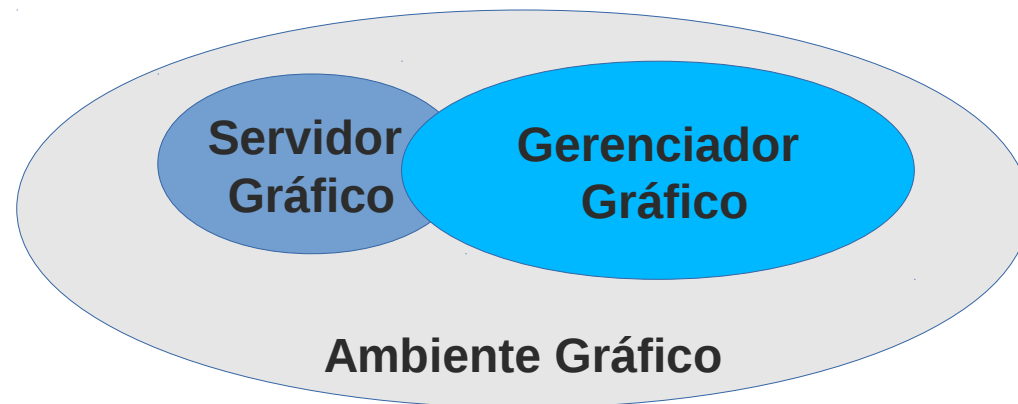 Servidor
Gráfico
Gerenciador
Gráfico
Ambiente Gráfico